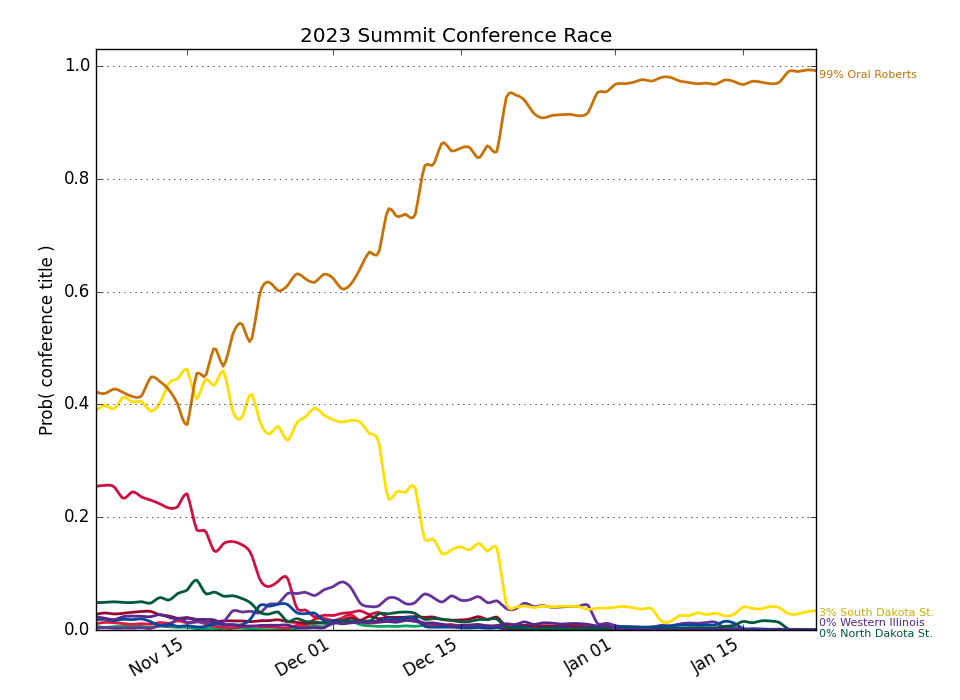 2023 Summit Conference Race
Prob( conference title )
1.0
0.8
0.6
0.4
0.2
0.0
Nov 15
Dec 01
Dec 15
Jan 01
Jan 15
99% Oral Roberts
3% South Dakota St.
0% Western Illinois
0% North Dakota St.